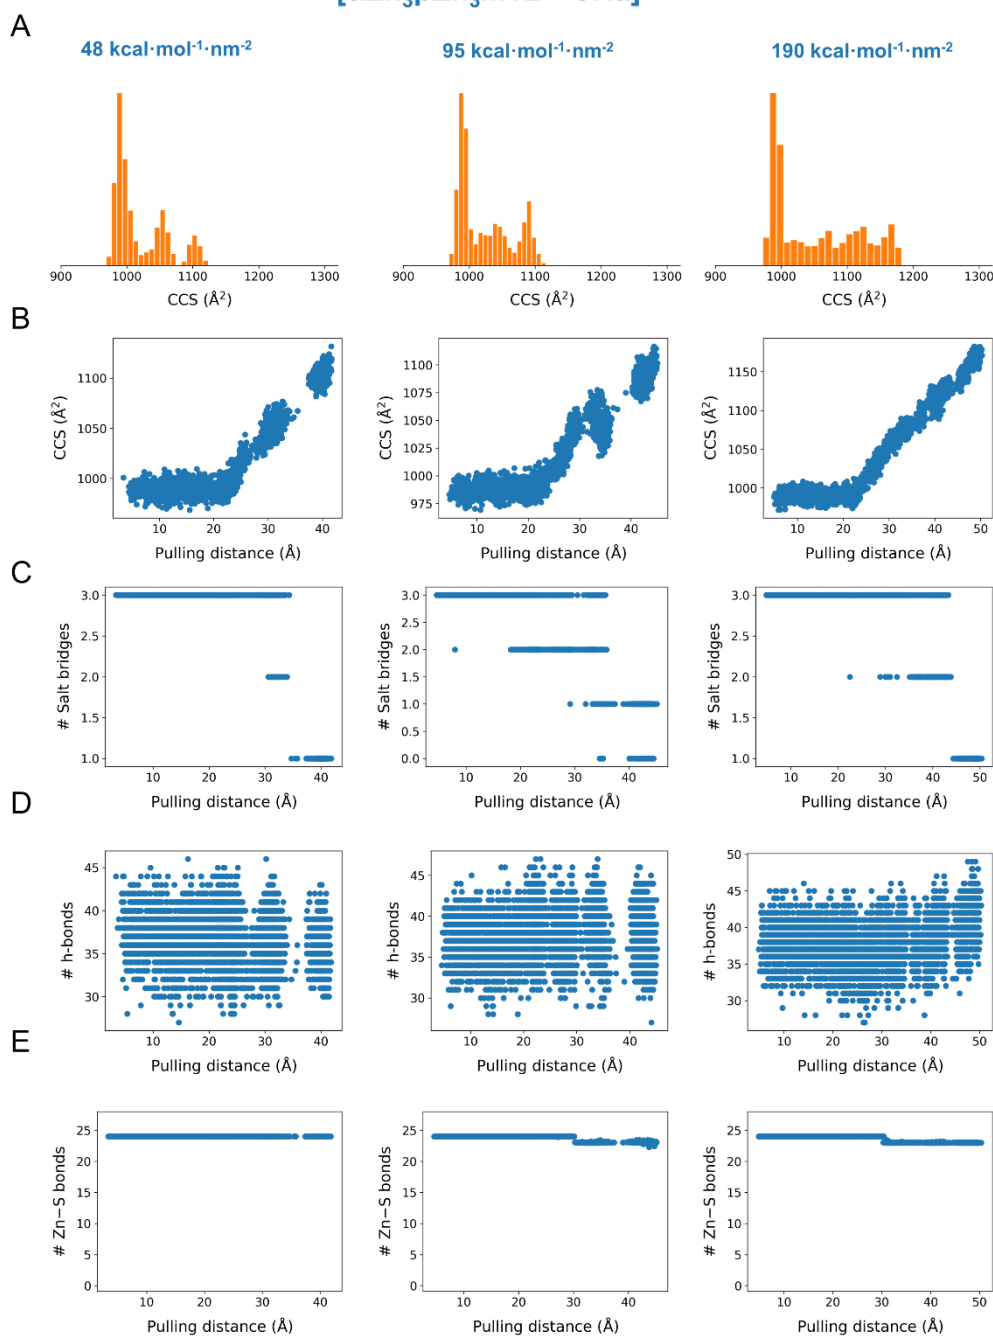 A
48 kcal·mol⁻¹·nm⁻² 95 kcal·mol⁻¹·nm⁻² 190 kcal·mol⁻¹·nm⁻²
900 1000 1100 1200 1300 900 1000 1100 1200 1300 900 1000 1100 1200 1300
CCS (Å²) CCS (Å²) CCS (Å²)
B
CCS (Å²)
1100
1050
1000
10 20 30 40
Pulling distance (Å)
CCS (Å²)
1100
1075
1050
1025
1000
975
10 20 30 40
Pulling distance (Å)
CCS (Å²)
1150
1100
1050
1000
10 20 30 40 50
Pulling distance (Å)
C
# Salt bridges
3.0
2.5
2.0
1.5
1.0
10 20 30 40
Pulling distance (Å)
# Salt bridges
3.0
2.5
2.0
1.5
1.0
0.5
0.0
10 20 30 40
Pulling distance (Å)
# Salt bridges
3.0
2.5
2.0
1.5
1.0
10 20 30 40 50
Pulling distance (Å)
D
# h-bonds
45
40
35
30
10 20 30 40
Pulling distance (Å)
# h-bonds
45
40
35
30
10 20 30 40
Pulling distance (Å)
# h-bonds
50
45
40
35
30
10 20 30 40 50
Pulling distance (Å)
E
# Zn−S bonds
25
20
15
10
5
0
10 20 30 40
Pulling distance (Å)
# Zn−S bonds
25
20
15
10
5
0
10 20 30 40
Pulling distance (Å)
# Zn−S bonds
25
20
15
10
5
0
10 20 30 40 50
Pulling distance (Å)